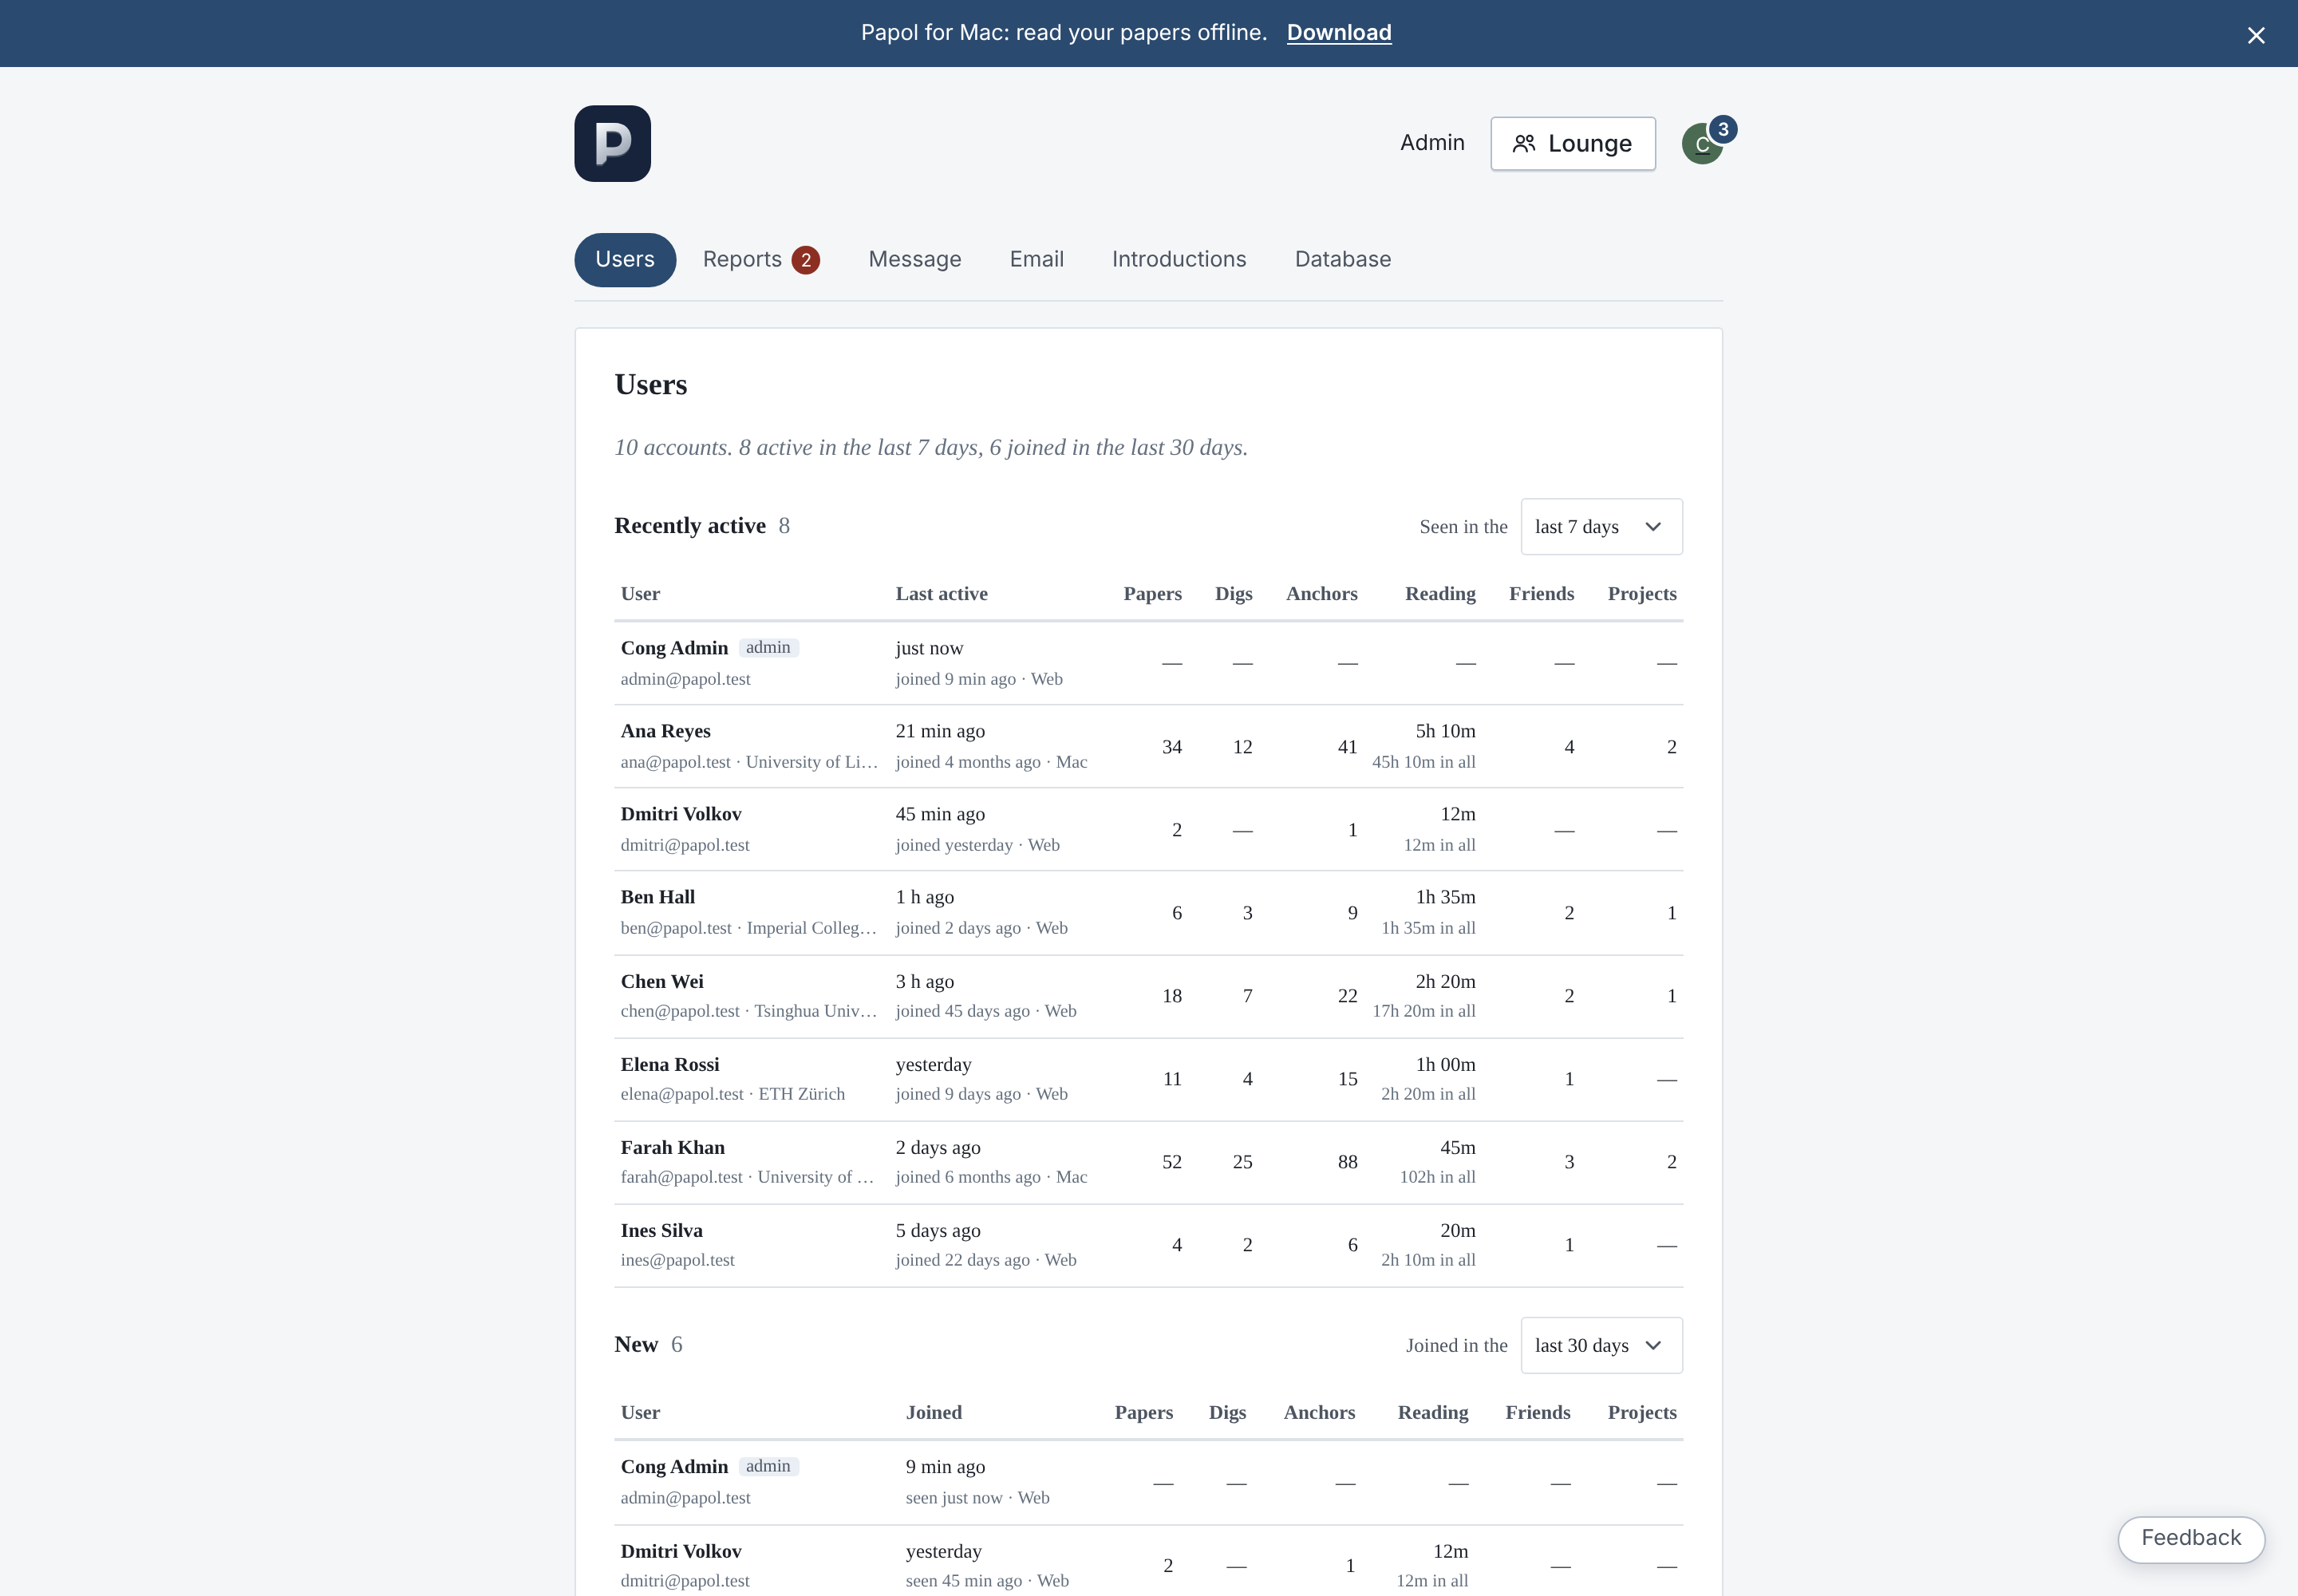 Papol for Mac: read your papers offline. Download
P
Admin Lounge C 3
Users Reports 2 Message Email Introductions Database
Users
10 accounts. 8 active in the last 7 days, 6 joined in the last 30 days.
Recently active 8 Seen in the last 7 days
User Last active Papers Digs Anchors Reading Friends Projects
Cong Admin admin just now — — — — — —
admin@papol.test joined 9 min ago · Web
Ana Reyes 21 min ago 34 12 41 5h 10m 4 2
ana@papol.test · University of Li… joined 4 months ago · Mac 45h 10m in all
Dmitri Volkov 45 min ago 2 — 1 12m — —
dmitri@papol.test joined yesterday · Web 12m in all
Ben Hall 1 h ago 6 3 9 1h 35m 2 1
ben@papol.test · Imperial Colleg… joined 2 days ago · Web 1h 35m in all
Chen Wei 3 h ago 18 7 22 2h 20m 2 1
chen@papol.test · Tsinghua Univ… joined 45 days ago · Web 17h 20m in all
Elena Rossi yesterday 11 4 15 1h 00m 1 —
elena@papol.test · ETH Zürich joined 9 days ago · Web 2h 20m in all
Farah Khan 2 days ago 52 25 88 45m 3 2
farah@papol.test · University of … joined 6 months ago · Mac 102h in all
Ines Silva 5 days ago 4 2 6 20m 1 —
ines@papol.test joined 22 days ago · Web 2h 10m in all
New 6 Joined in the last 30 days
User Joined Papers Digs Anchors Reading Friends Projects
Cong Admin admin 9 min ago — — — — — —
admin@papol.test seen just now · Web
Dmitri Volkov yesterday 2 — 1 12m — —
dmitri@papol.test seen 45 min ago · Web 12m in all
Feedback